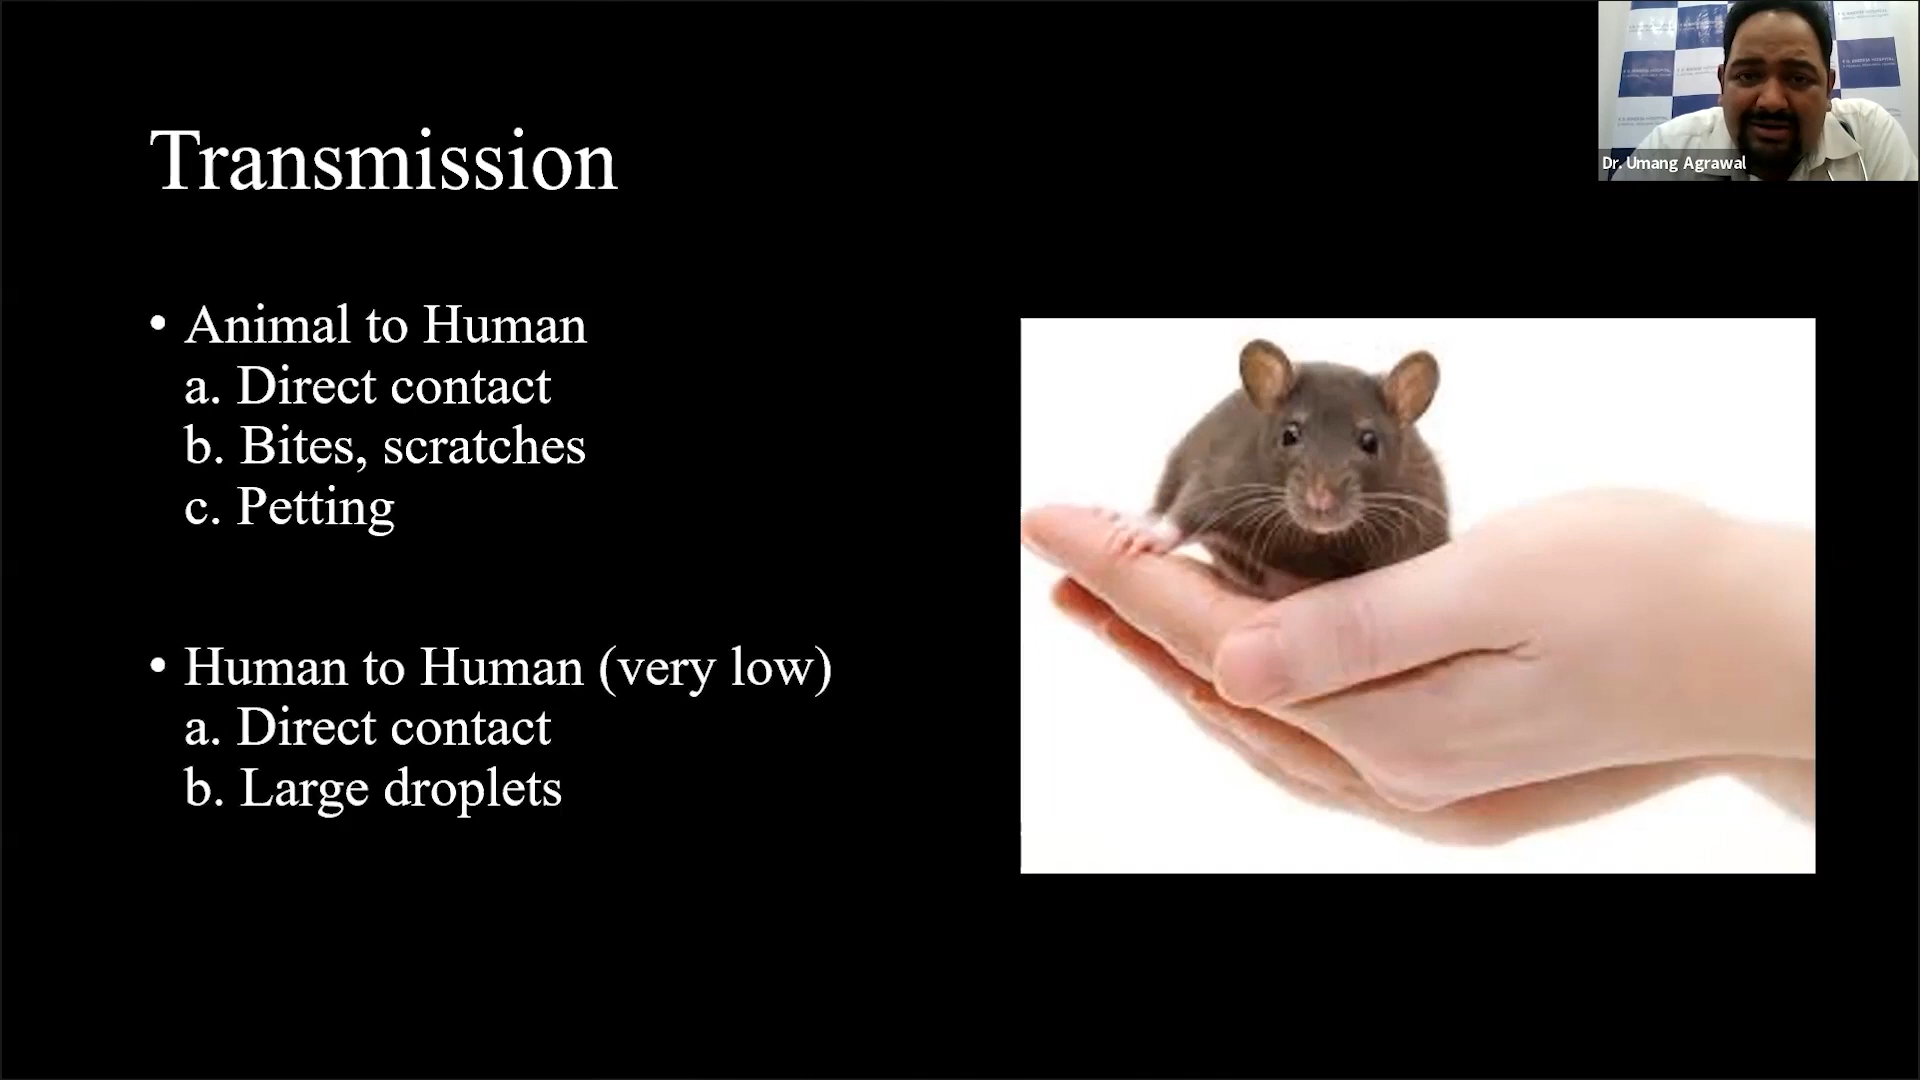 Transmission
• Animal to Human
a. Direct contact
b. Bites, scratches
c. Petting
• Human to Human (very low)
a. Direct contact
b. Large droplets
Dr. Umang Agrawal